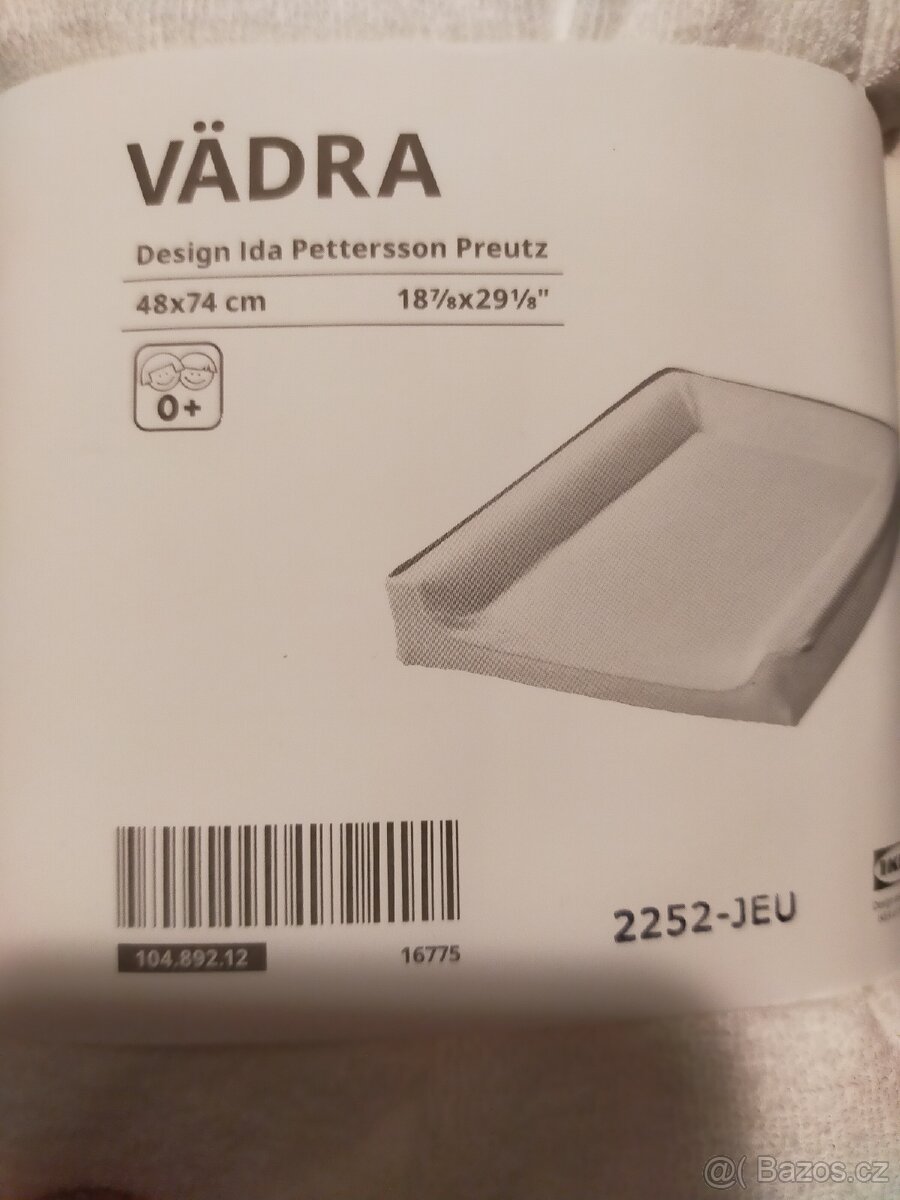 VÄDRA
Design Ida Pettersson Preutz
48x74 cm 18⅞x29⅛"
0+
104.892.12 16775
2252-JEU
@( Bazos.cz